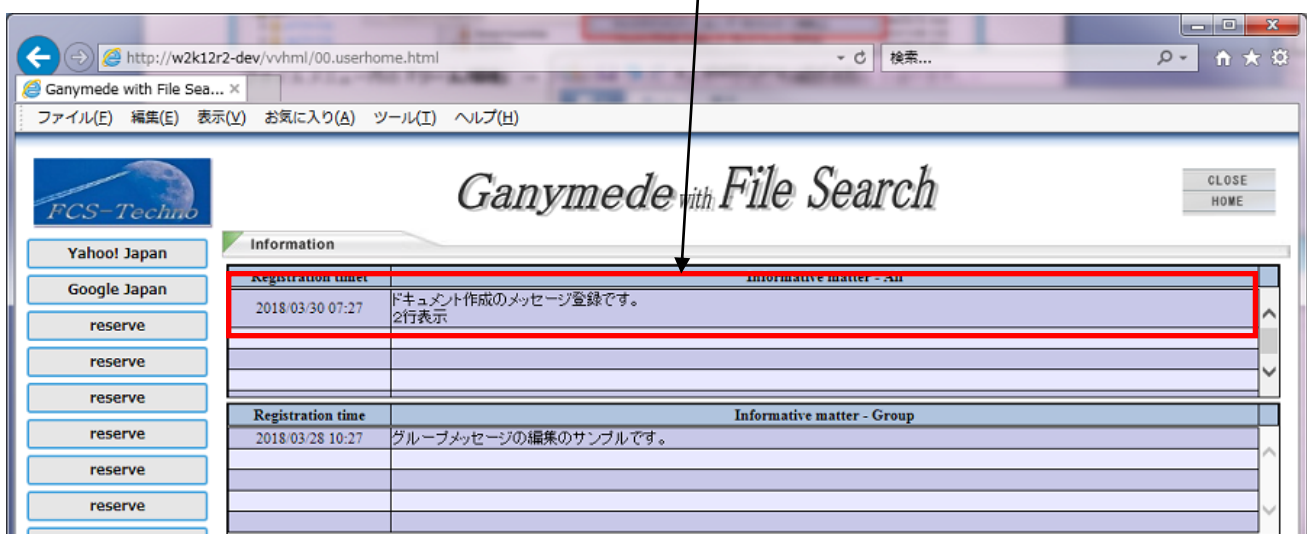 http://w2k12r2-dev/vvhml/00.userhome.html
検索...
Ganymede with File Sea...
ファイル(F) 編集(E) 表示(V) お気に入り(A) ツール(T) ヘルプ(H)
FCS-Techno
Ganymede with File Search
CLOSE
HOME
Yahoo! Japan
Google Japan
reserve
reserve
reserve
reserve
reserve
reserve
Information
Registration timet Informative matter - All
2018/03/30 07:27 ドキュメント作成のメッセージ登録です。
2行表示
Registration time Informative matter - Group
2018/03/28 10:27 グループメッセージの編集のサンプルです。